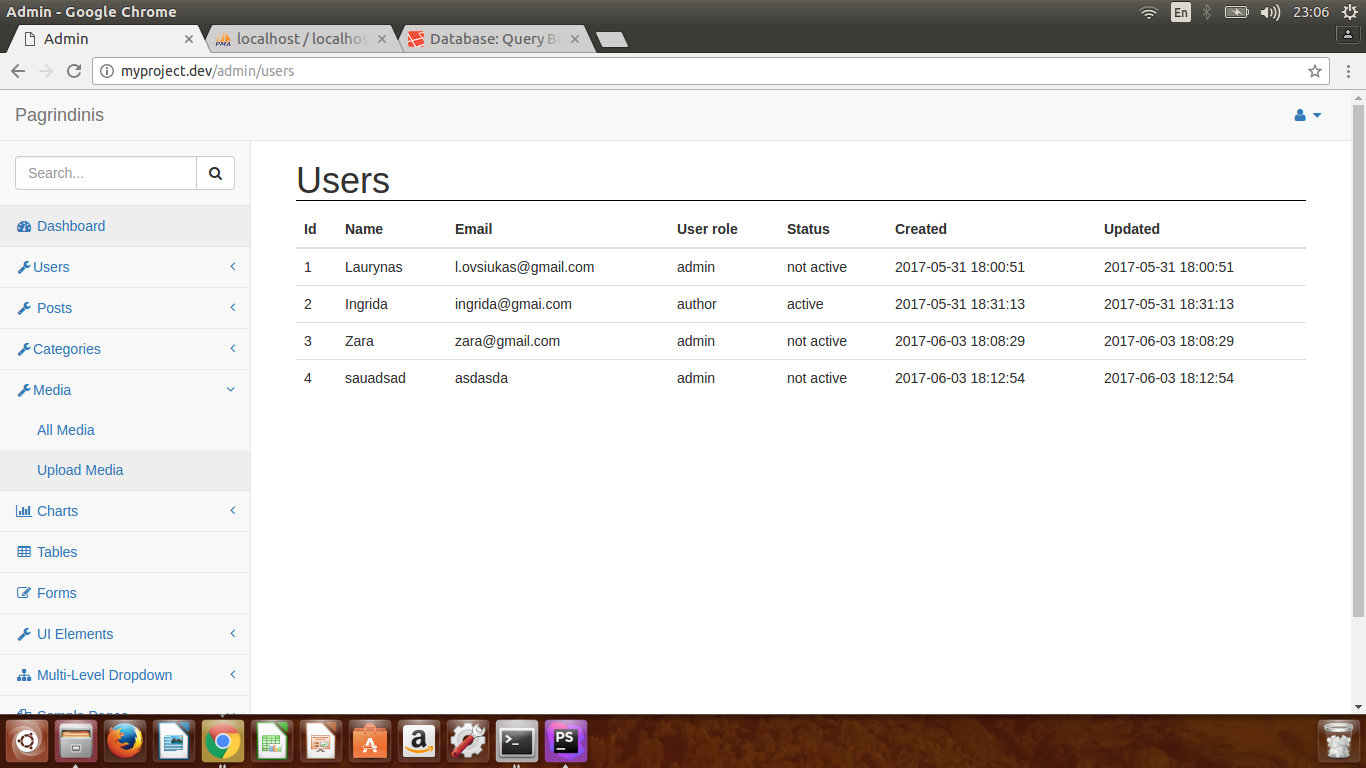 Admin - Google Chrome
En
23:06
Admin
PMA
localhost / localhos
Database: Query B
myproject.dev/admin/users
Pagrindinis
Search...
Dashboard
Users
Posts
Categories
Media
All Media
Upload Media
Charts
Tables
Forms
UI Elements
Multi-Level Dropdown
Sample Pages
Users
Id Name Email User role Status Created Updated
1 Laurynas l.ovsiukas@gmail.com admin not active 2017-05-31 18:00:51 2017-05-31 18:00:51
2 Ingrida ingrida@gmai.com author active 2017-05-31 18:31:13 2017-05-31 18:31:13
3 Zara zara@gmail.com admin not active 2017-06-03 18:08:29 2017-06-03 18:08:29
4 sauadsad asdasda admin not active 2017-06-03 18:12:54 2017-06-03 18:12:54
a
PS